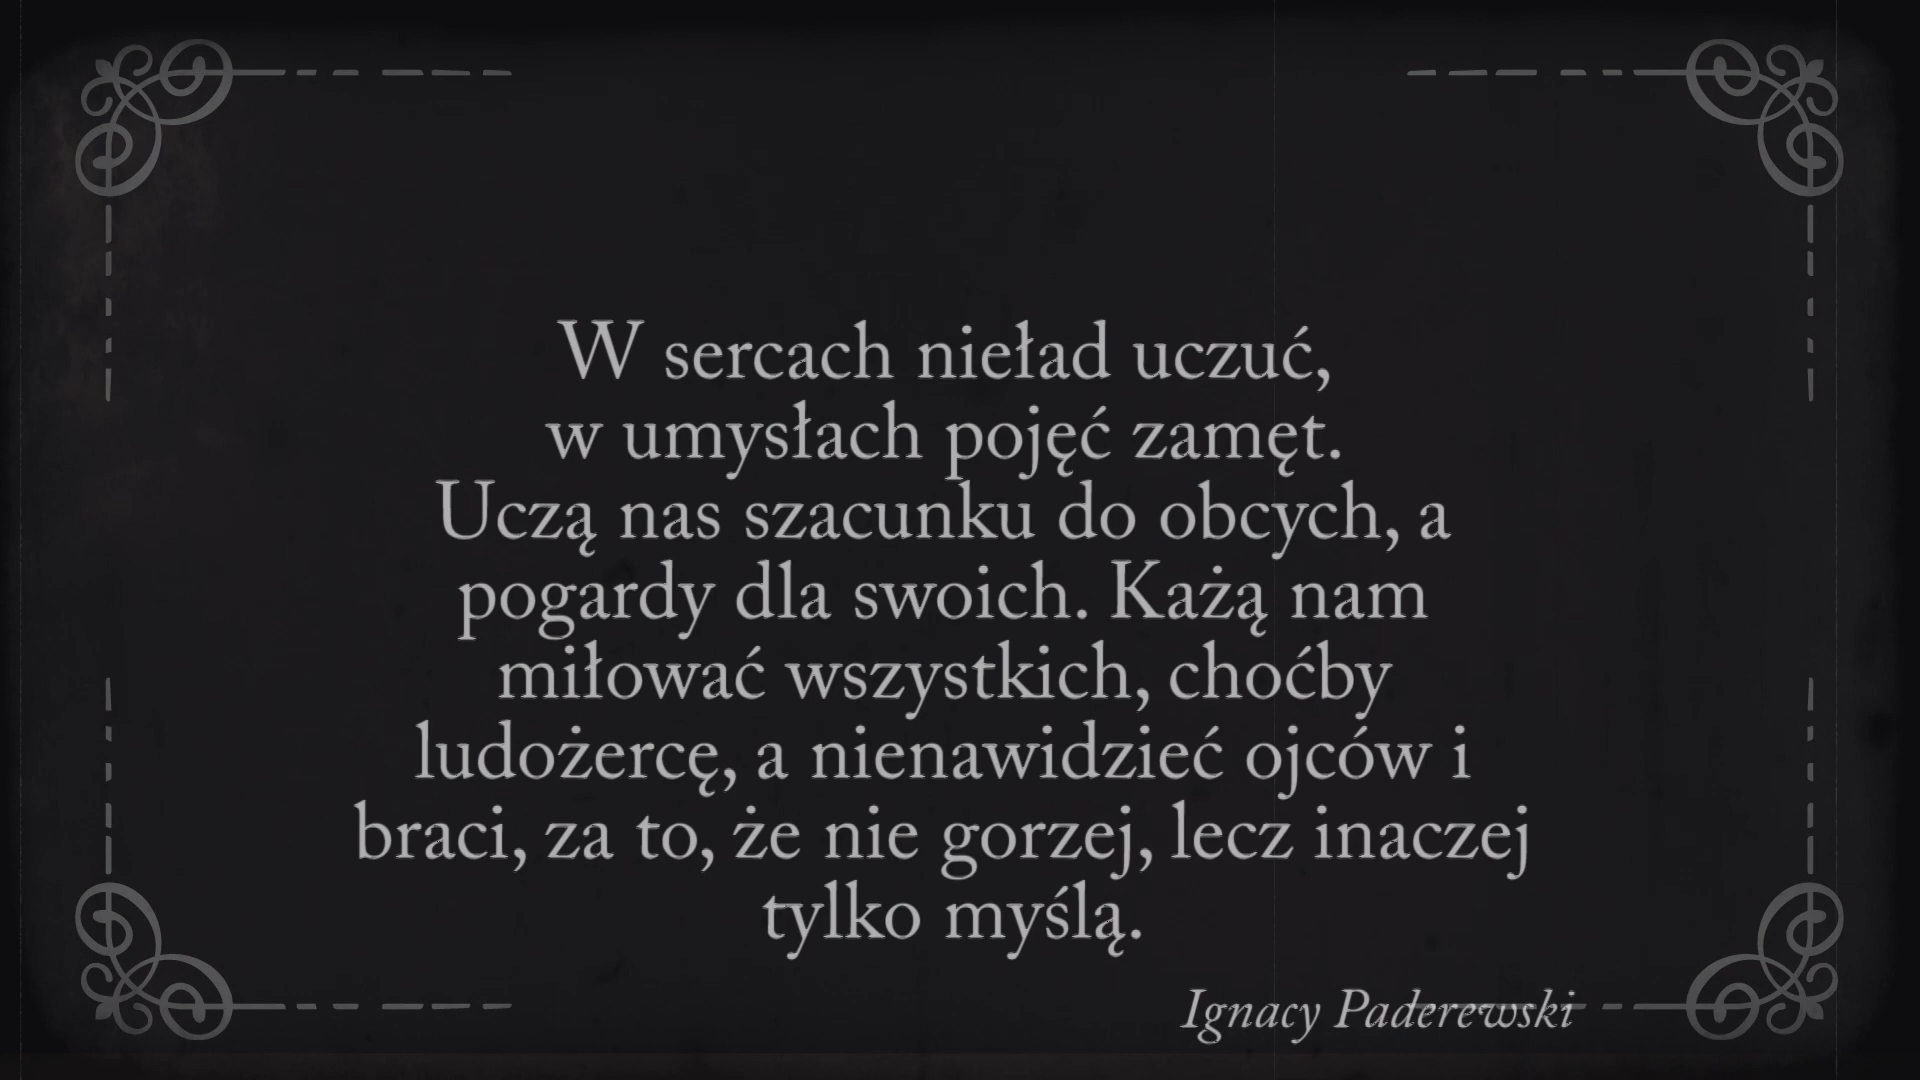 W sercach nieład uczuć,
w umysłach pojęć zamęt.
Uczą nas szacunku do obcych, a
pogardy dla swoich. Każą nam
miłować wszystkich, choćby
ludożercę, a nienawidzieć ojców i
braci, za to, że nie gorzej, lecz inaczej
tylko myślą.
Ignacy Paderewski